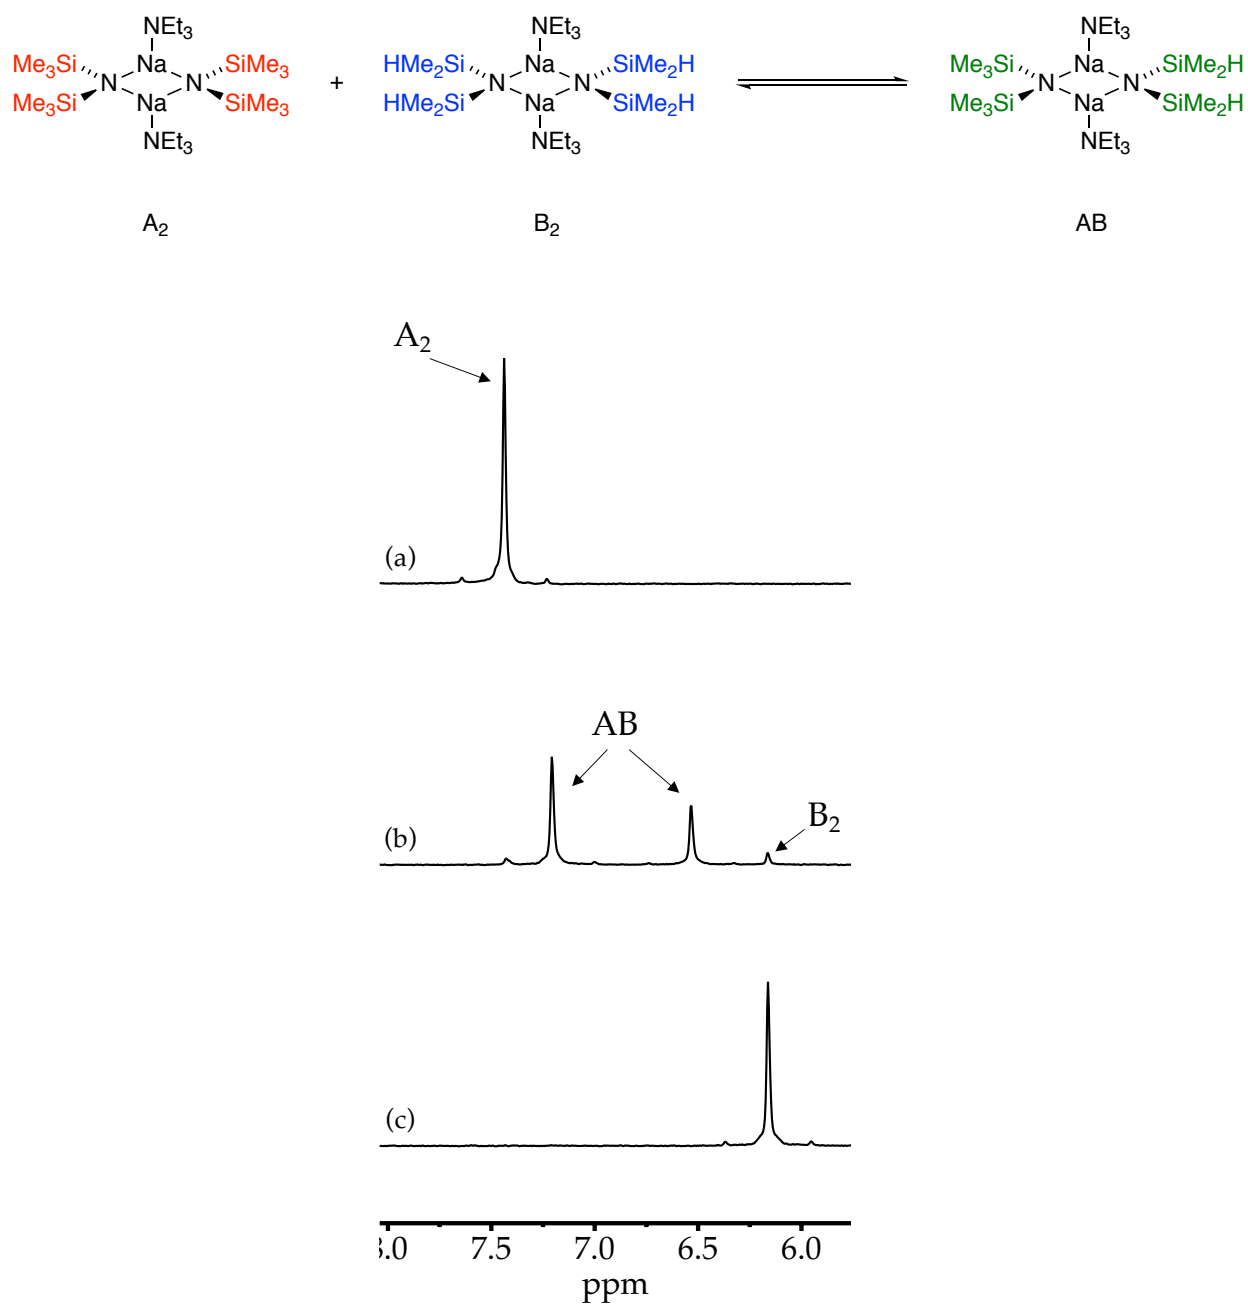 NEt3 NEt3 NEt3
Me3Si Na SiMe3 HMe2Si Na SiMe2H Me3Si Na SiMe2H
N N + N N N N
Me3Si Na SiMe3 HMe2Si Na SiMe2H Me3Si Na SiMe2H
NEt3 NEt3 NEt3
A2 B2 AB
A2
(a)
AB
B2
(b)
(c)
8.0 7.5 7.0 6.5 6.0
ppm